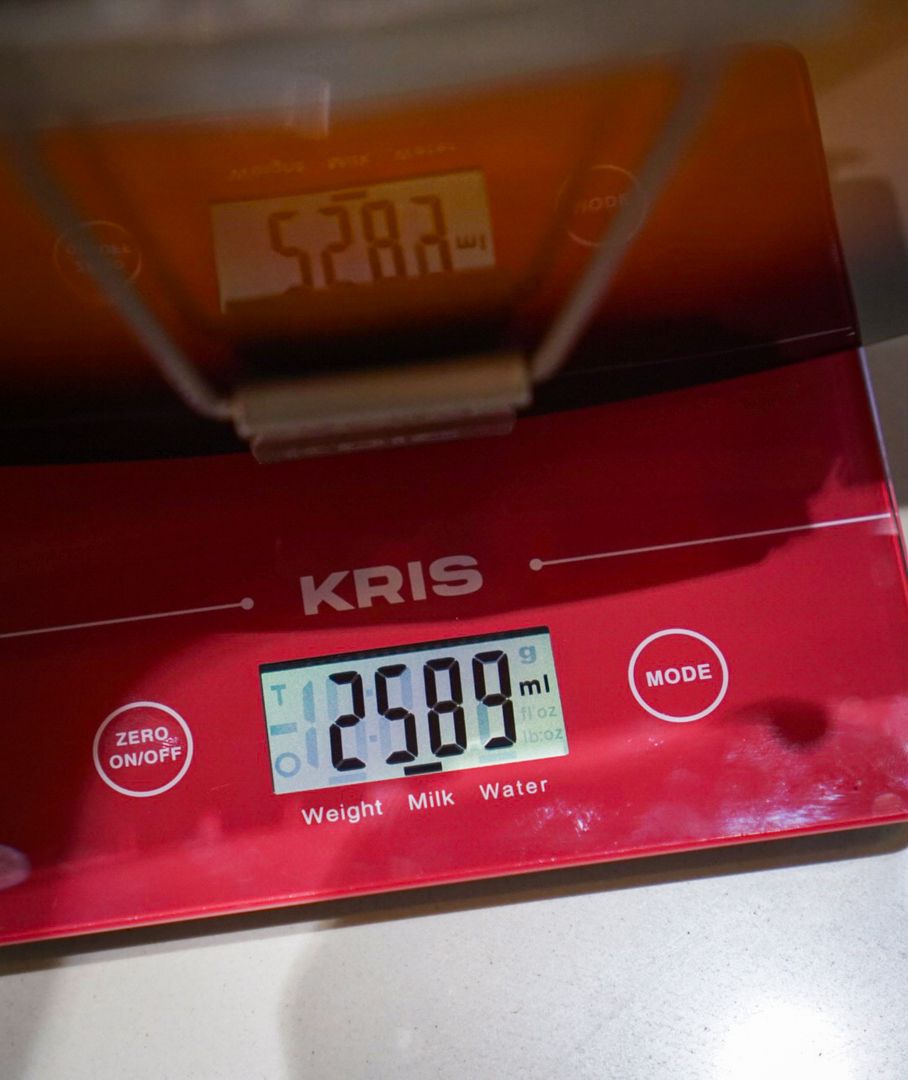 KRIS
2589 ml
g
fl'oz
lb:oz
T
O
ZERO
ON/OFF
MODE
Weight Milk Water